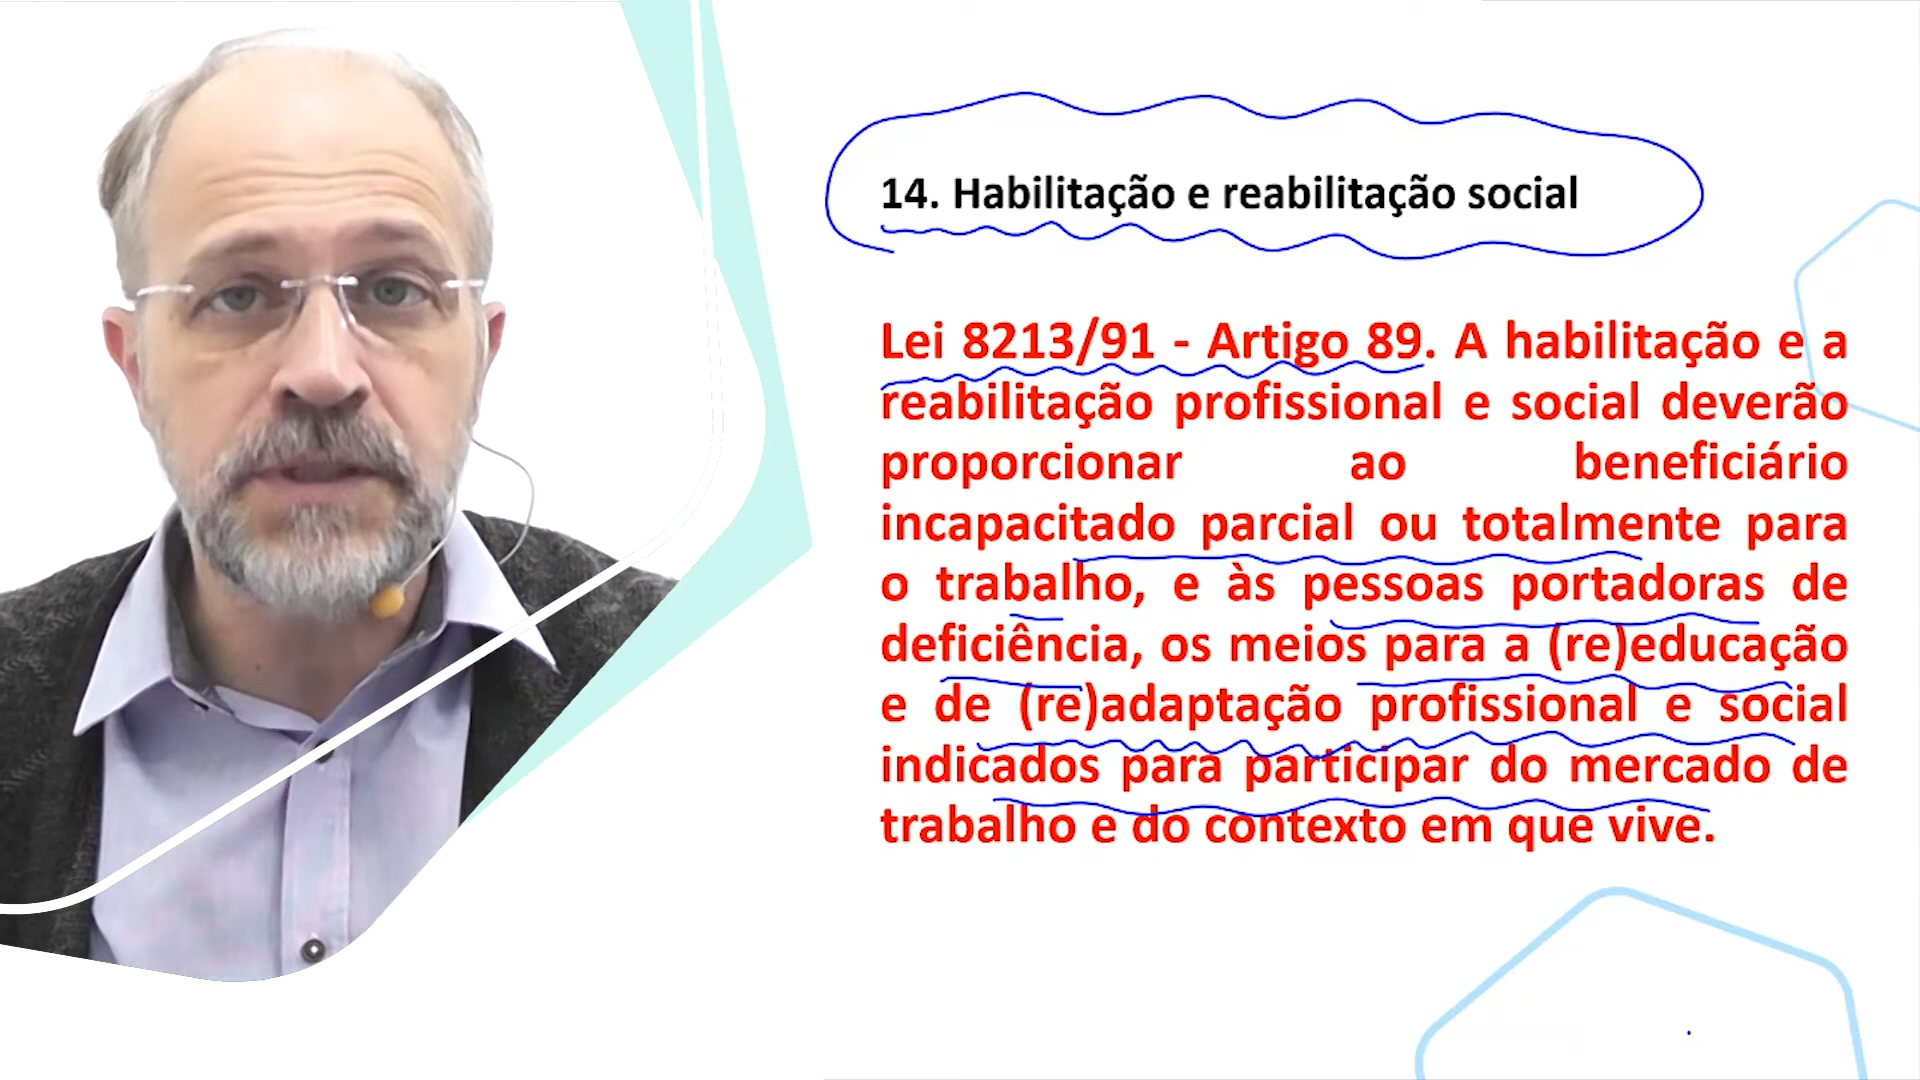 14. Habilitação e reabilitação social
Lei 8213/91 - Artigo 89. A habilitação e a
reabilitação profissional e social deverão
proporcionar ao beneficiário
incapacitado parcial ou totalmente para
o trabalho, e às pessoas portadoras de
deficiência, os meios para a (re)educação
e de (re)adaptação profissional e social
indicados para participar do mercado de
trabalho e do contexto em que vive.